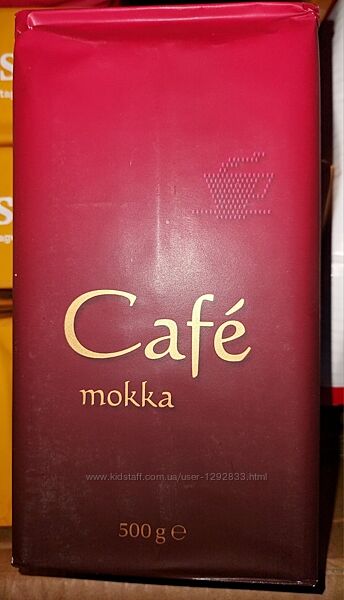 Café
mokka
www.kidstaff.com.ua/user-1292833.html
500 g ℮